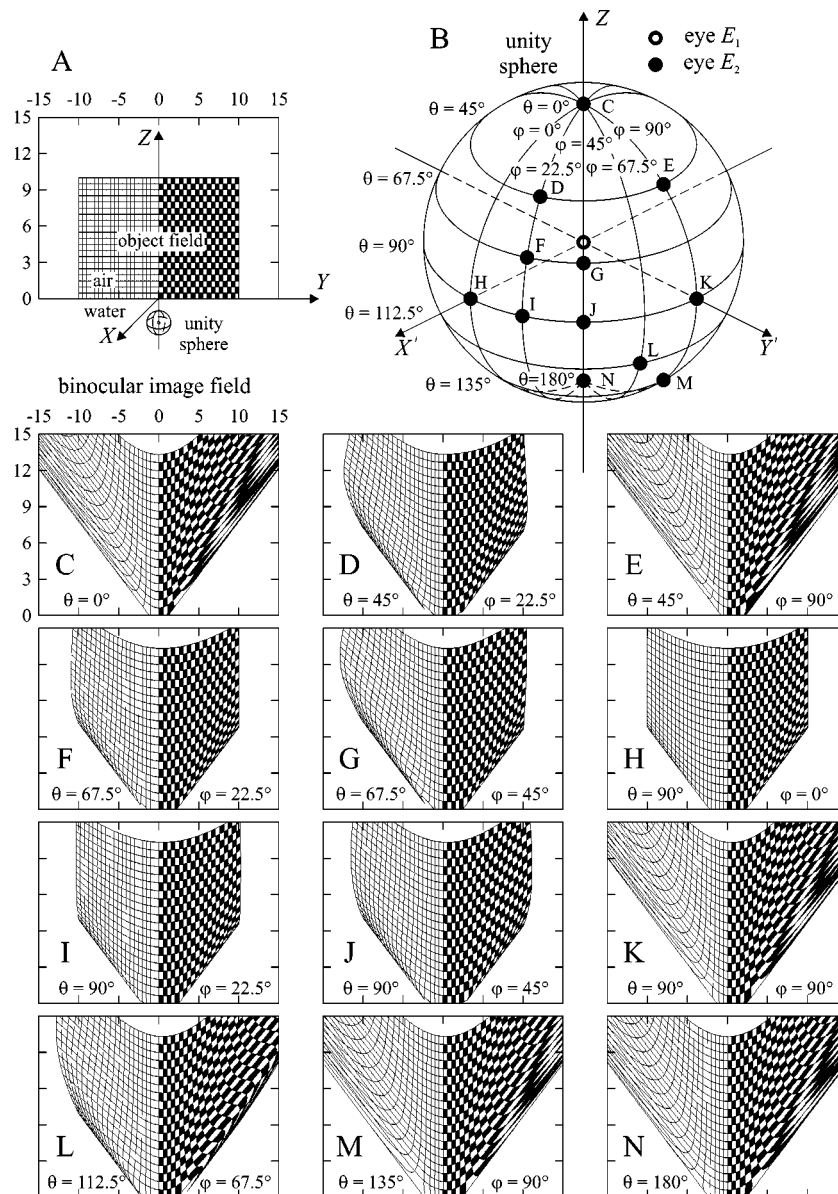 A
-15 -10 -5 0 5 10 15
15
12
9
6
3
0
Z
object field
air
water
X
Y
unity
sphere
B
Z
unity
sphere
eye E₁
eye E₂
θ = 45°
θ = 0°
C
φ = 0°
φ = 90°
φ = 45°
φ = 22.5°
φ = 67.5°
θ = 67.5°
D
E
θ = 90°
F
G
H
K
θ = 112.5°
I
J
X'
Y'
L
θ = 135°
θ=180°
N
M
binocular image field
-15 -10 -5 0 5 10 15
15
12
9
6
3
0
C
θ = 0°
D
θ = 45° φ = 22.5°
E
θ = 45° φ = 90°
F
θ = 67.5° φ = 22.5°
G
θ = 67.5° φ = 45°
H
θ = 90° φ = 0°
I
θ = 90° φ = 22.5°
J
θ = 90° φ = 45°
K
θ = 90° φ = 90°
L
θ = 112.5° φ = 67.5°
M
θ = 135° φ = 90°
N
θ = 180°